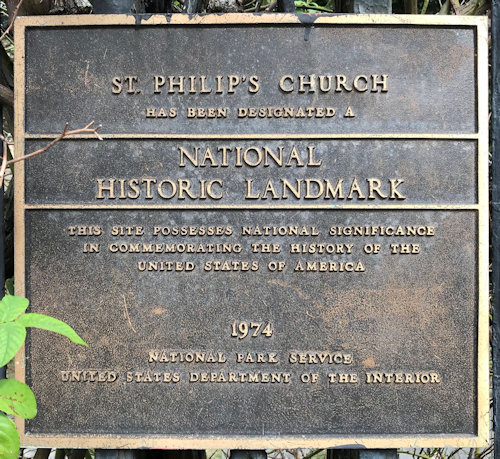 ST. PHILIP'S CHURCH
HAS BEEN DESIGNATED A
NATIONAL
HISTORIC LANDMARK
THIS SITE POSSESSES NATIONAL SIGNIFICANCE
IN COMMEMORATING THE HISTORY OF THE
UNITED STATES OF AMERICA
1974
NATIONAL PARK SERVICE
UNITED STATES DEPARTMENT OF THE INTERIOR